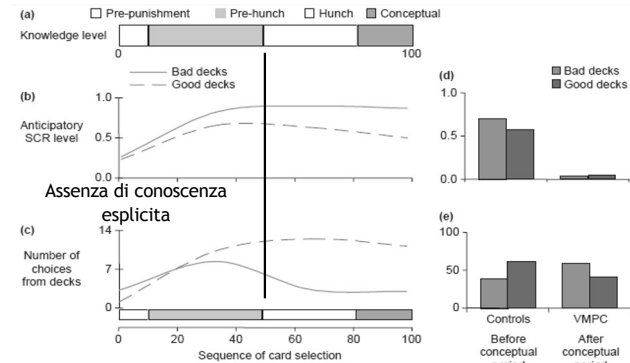 (a)
Pre-punishment Pre-hunch Hunch Conceptual
Knowledge level
0 100
Bad decks
Good decks
(b)
1.0
Anticipatory
SCR level
0.5
0.0
Assenza di conoscenza
esplicita
(c)
14
Number of
choices
from decks
7
0
0 20 40 60 80 100
Sequence of card selection
(d)
Bad decks
Good decks
1.0
0.5
0.0
(e)
100
50
0
Controls VMPC
Before After
conceptual conceptual
period period